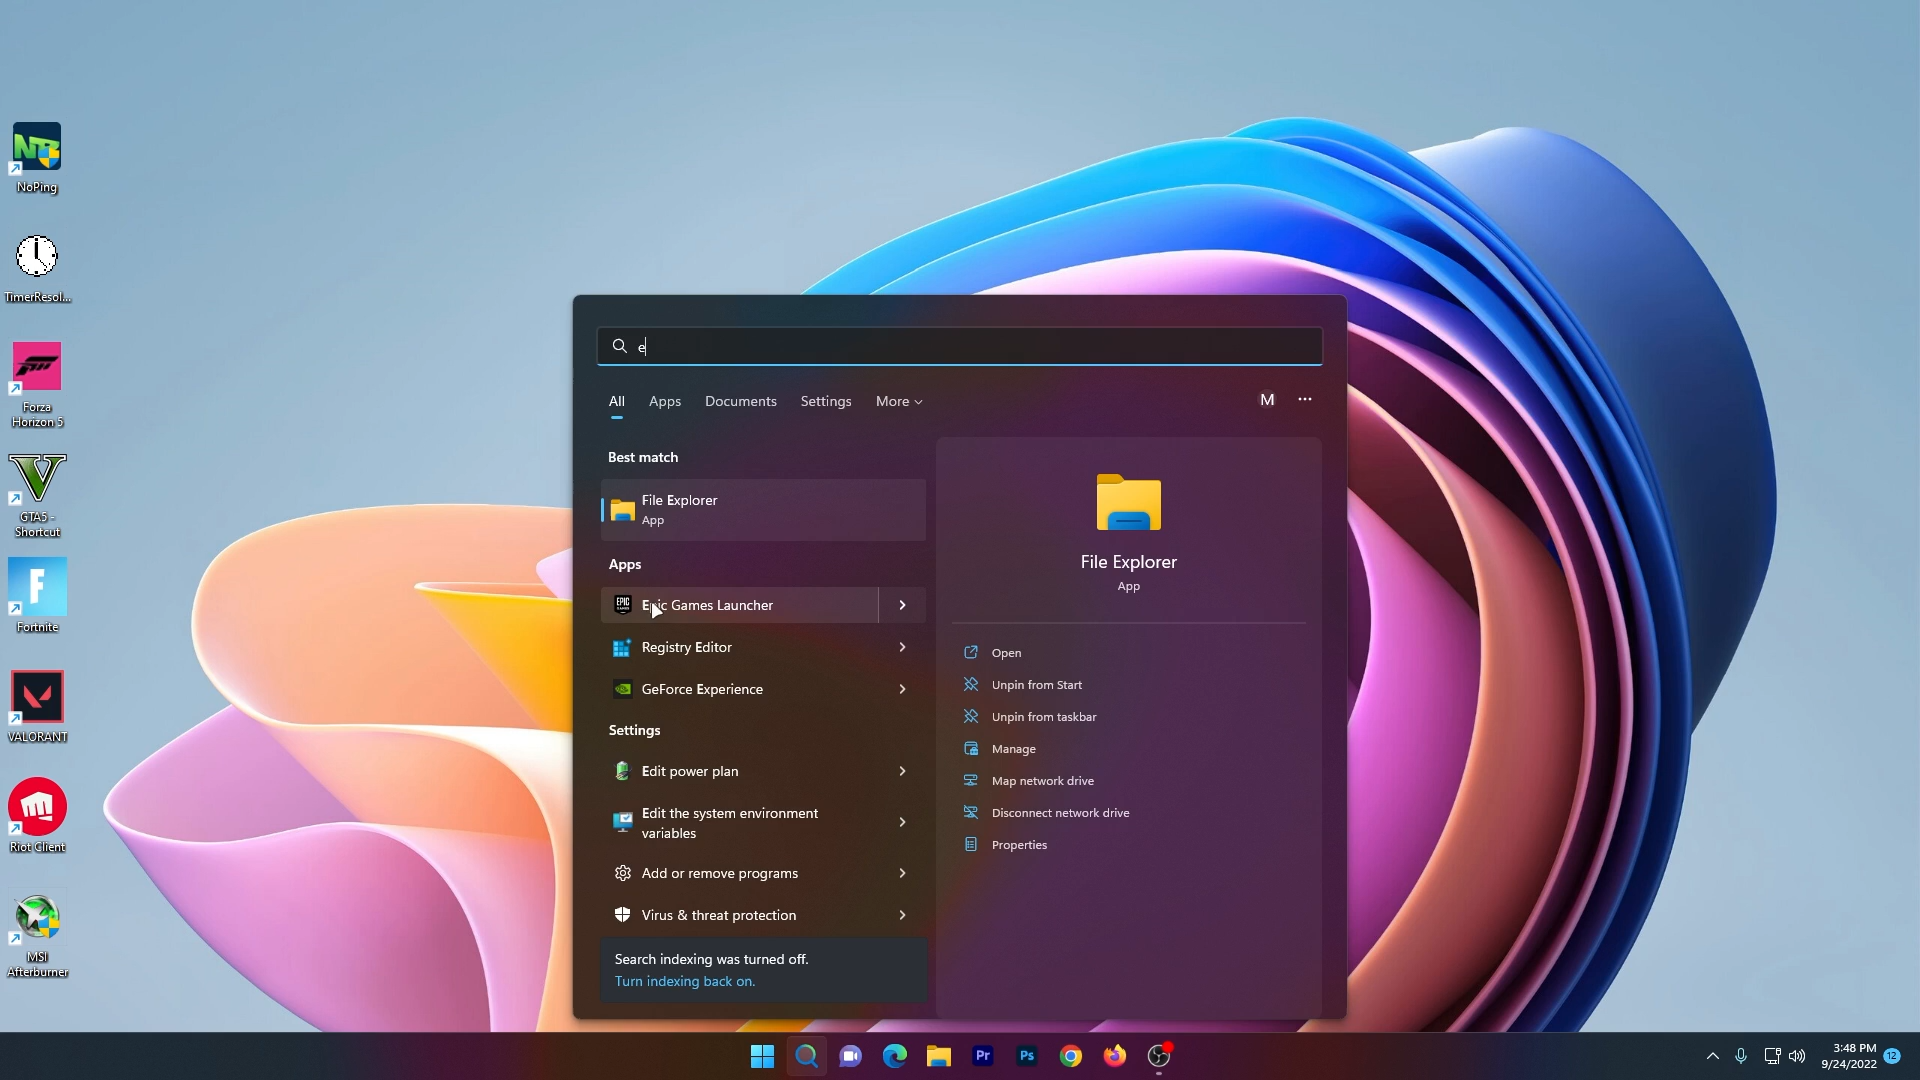 NoPing
TimerResol...
Forza
Horizon 5
GTA5 -
Shortcut
Fortnite
VALORANT
Riot Client
MSI
Afterburner
e
All
Apps
Documents
Settings
More
M
Best match
File Explorer
App
Apps
Epic Games Launcher
Registry Editor
GeForce Experience
Settings
Edit power plan
Edit the system environment
variables
Add or remove programs
Virus & threat protection
Search indexing was turned off.
Turn indexing back on.
File Explorer
App
Open
Unpin from Start
Unpin from taskbar
Manage
Map network drive
Disconnect network drive
Properties
Pr
Ps
3:48 PM
9/24/2022
12